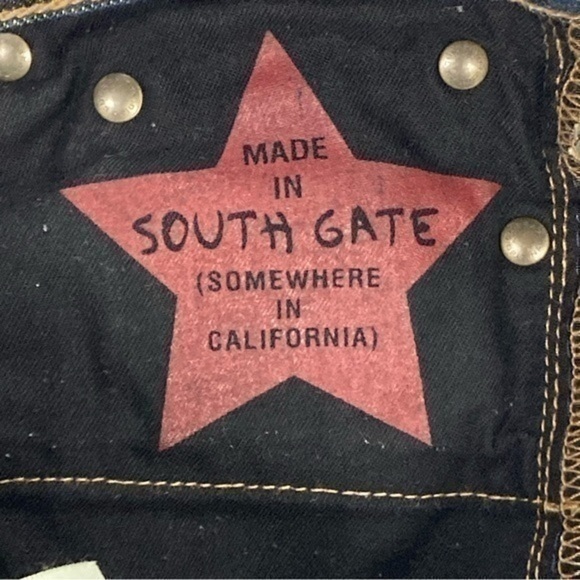 MADE
IN
SOUTH GATE
(SOMEWHERE
IN
CALIFORNIA)